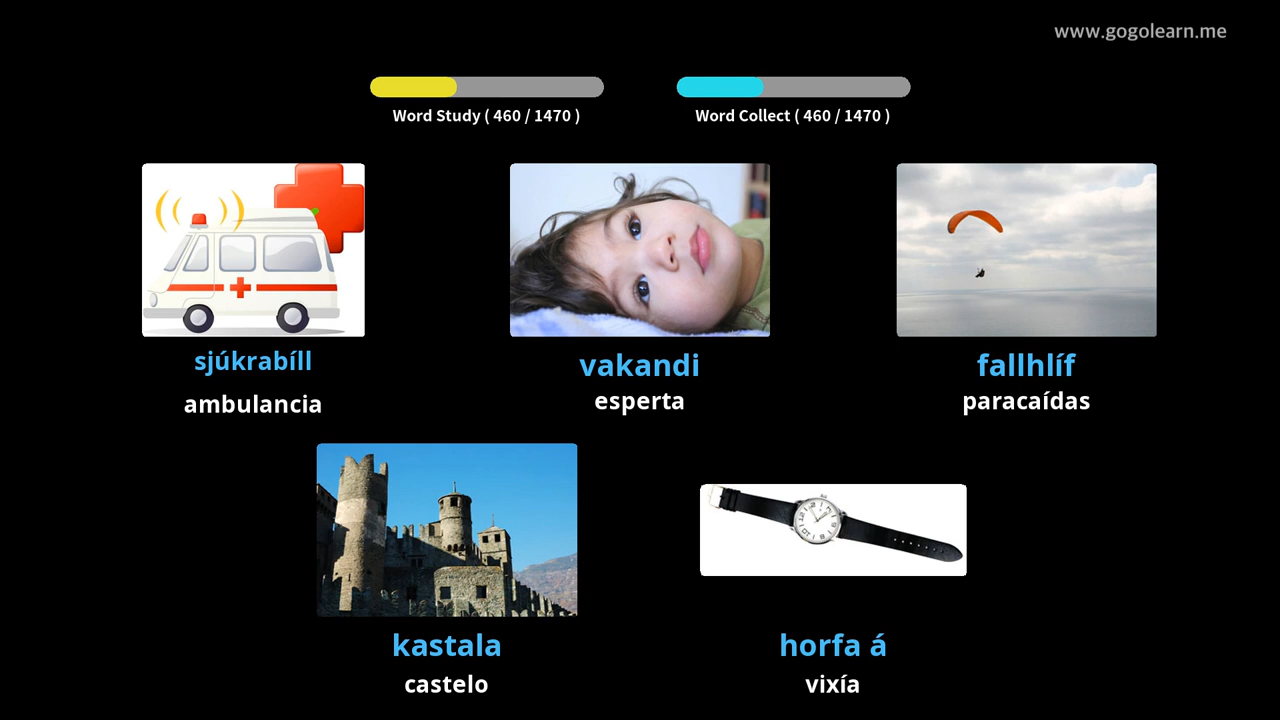 www.gogolearn.me
Word Study ( 460 / 1470 )
Word Collect ( 460 / 1470 )
sjúkrabíll
ambulancia
vakandi
esperta
fallhlíf
paracaídas
kastala
castelo
horfa á
vixía